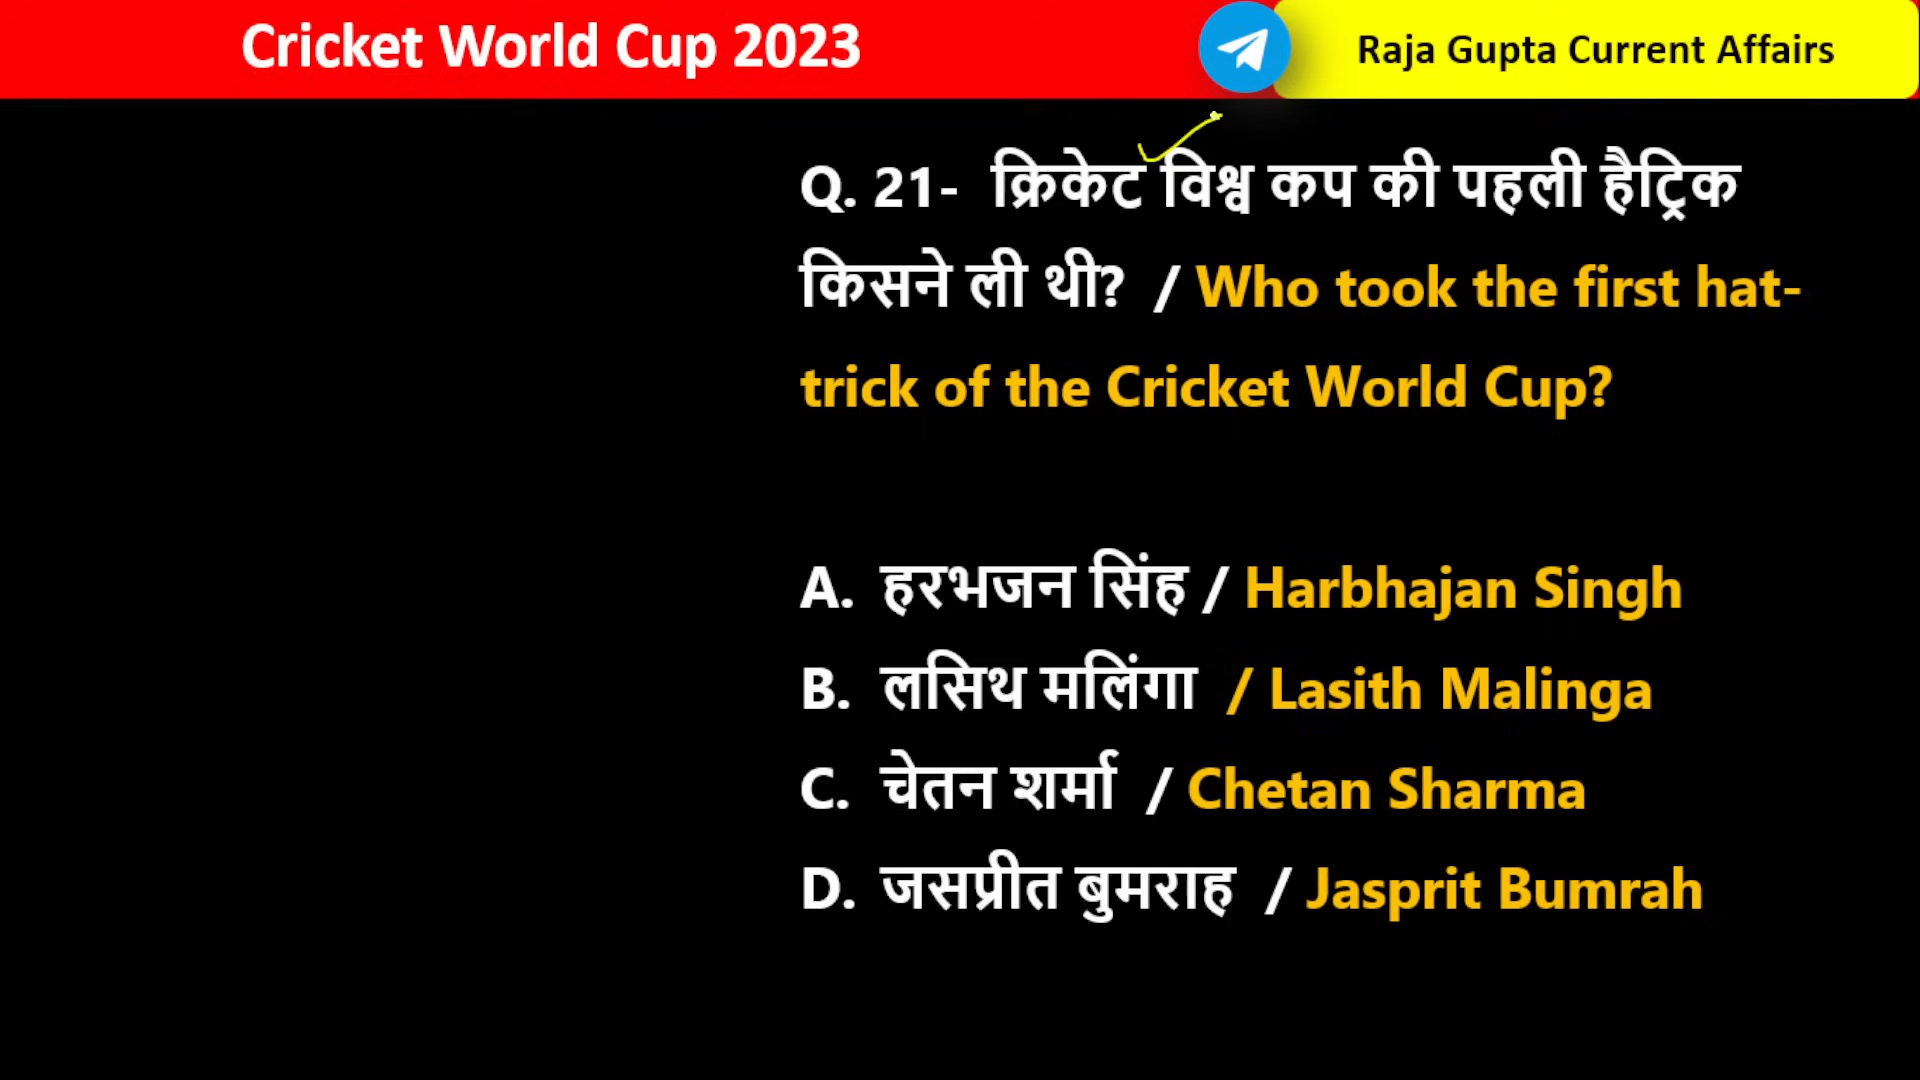 Cricket World Cup 2023
Raja Gupta Current Affairs
Q. 21- क्रिकेट विश्व कप की पहली हैट्रिक
किसने ली थी? / Who took the first hat-
trick of the Cricket World Cup?
A. हरभजन सिंह / Harbhajan Singh
B. लसिथ मलिंगा / Lasith Malinga
C. चेतन शर्मा / Chetan Sharma
D. जसप्रीत बुमराह / Jasprit Bumrah